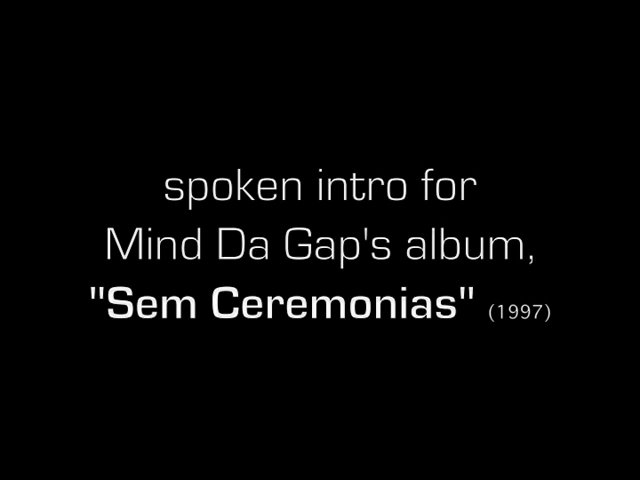 spoken intro for
Mind Da Gap's album,
"Sem Ceremonias" (1997)